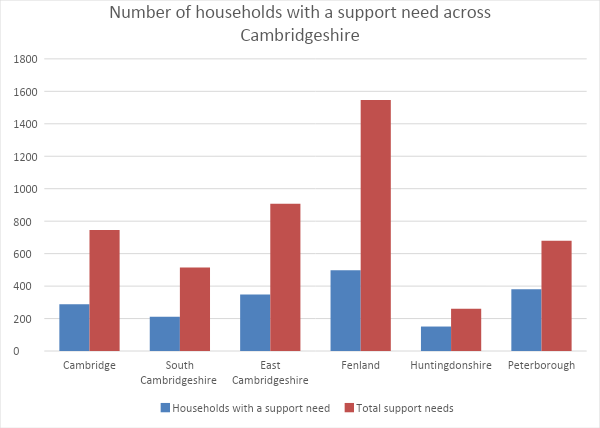 Number of households with a support need across
Cambridgeshire
1800
1600
1400
1200
1000
800
600
400
200
0
Cambridge
South
Cambridgeshire
East
Cambridgeshire
Fenland
Huntingdonshire
Peterborough
Households with a support need
Total support needs